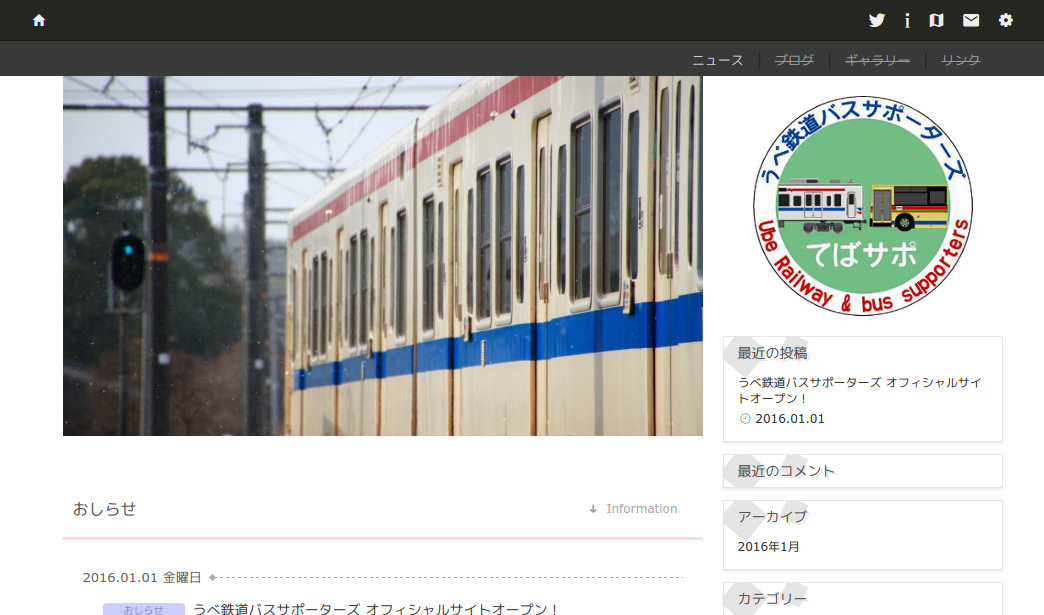 ニュース
ブログ
ギャラリー
リンク
うべ鉄道バスサポーターズ
てばサポ
Ube Railway & bus supporters
最近の投稿
うべ鉄道バスサポーターズ オフィシャルサイ
トオープン！
2016.01.01
最近のコメント
アーカイブ
2016年1月
カテゴリー
おしらせ
Information
2016.01.01 金曜日
おしらせ
うべ鉄道バスサポーターズ オフィシャルサイトオープン！